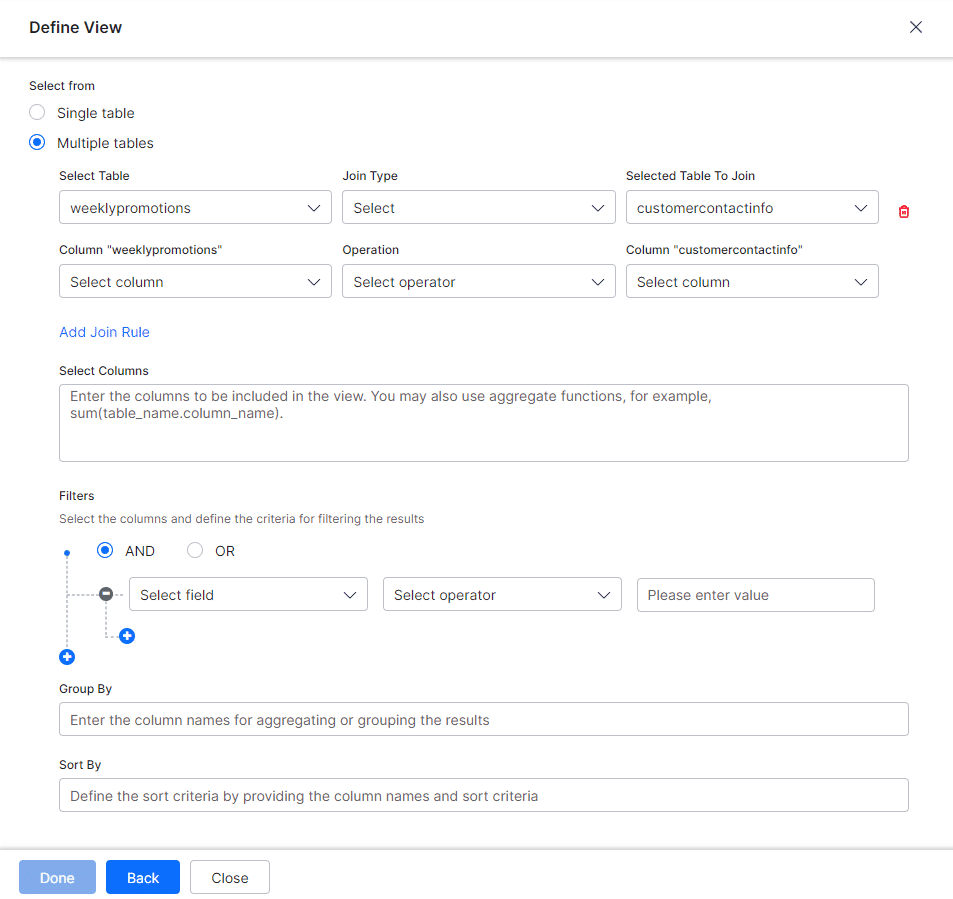 Define View
Select from
Single table
Multiple tables
Select Table
Join Type
Selected Table To Join
weeklypromotions
Select
customercontactinfo
Column "weeklypromotions"
Operation
Column "customercontactinfo"
Select column
Select operator
Select column
Add Join Rule
Select Columns
Enter the columns to be included in the view. You may also use aggregate functions, for example,
sum(table_name.column_name).
Filters
Select the columns and define the criteria for filtering the results
AND
OR
Select field
Select operator
Please enter value
Group By
Enter the column names for aggregating or grouping the results
Sort By
Define the sort criteria by providing the column names and sort criteria
Done
Back
Close